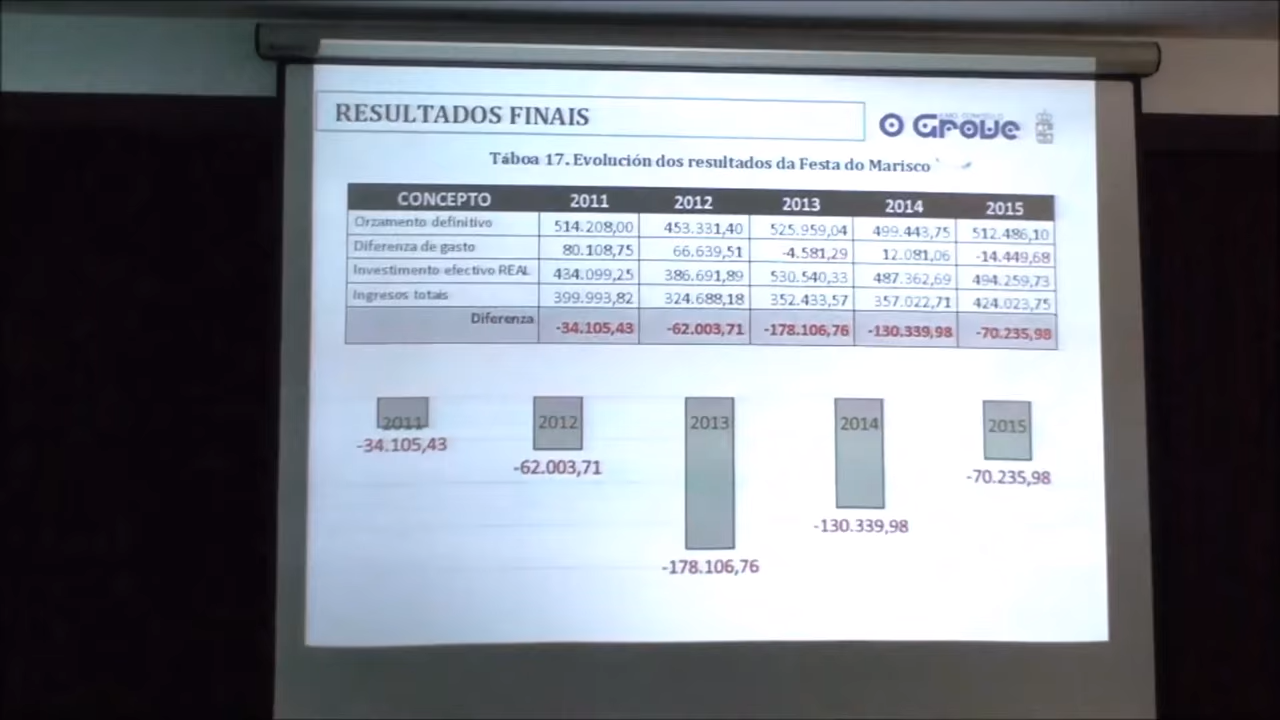 RESULTADOS FINAIS
O Grove
Táboa 17. Evolución dos resultados da Festa do Marisco
CONCEPTO 2011 2012 2013 2014 2015
Orzamento definitivo 514.208,00 453.331,40 525.959,04 499.443,75 512.486,10
Diferenza de gasto 80.108,75 66.639,51 -4.581,29 12.081,06 -14.449,68
Investimento efectivo REAL 434.099,25 386.691,89 530.540,33 487.362,69 494.259,73
Ingresos totais 399.993,82 324.688,18 352.433,57 357.022,71 424.023,75
Diferenza -34.105,43 -62.003,71 -178.106,76 -130.339,98 -70.235,98
2011 2012 2013 2014 2015
-34.105,43
-62.003,71
-70.235,98
-130.339,98
-178.106,76